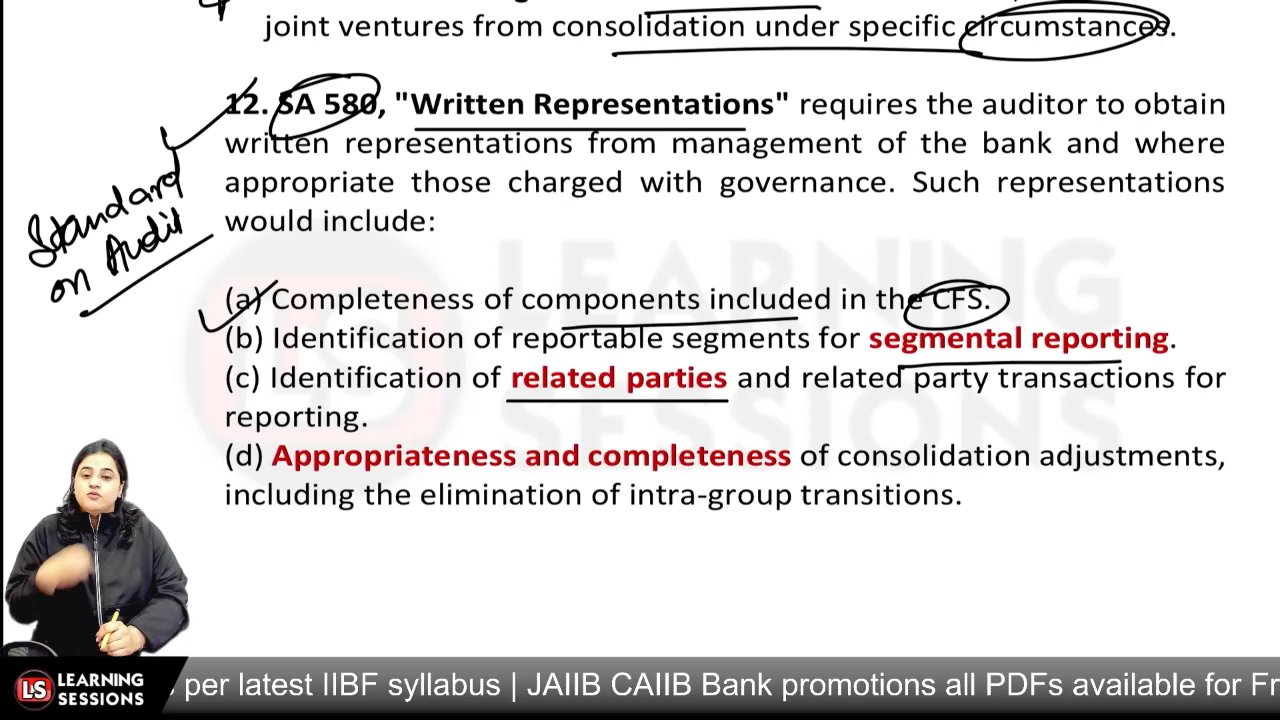 joint ventures from consolidation under specific circumstances.
12. SA 580, "Written Representations" requires the auditor to obtain
written representations from management of the bank and where
appropriate those charged with governance. Such representations
would include:
Standard
on Audit
(a) Completeness of components included in the CFS.
(b) Identification of reportable segments for segmental reporting.
(c) Identification of related parties and related party transactions for
reporting.
(d) Appropriateness and completeness of consolidation adjustments,
including the elimination of intra-group transitions.
LEARNING
SESSIONS
LS
LS LEARNING
SESSIONS
per latest IIBF syllabus | JAIIB CAIIB Bank promotions all PDFs available for Fr